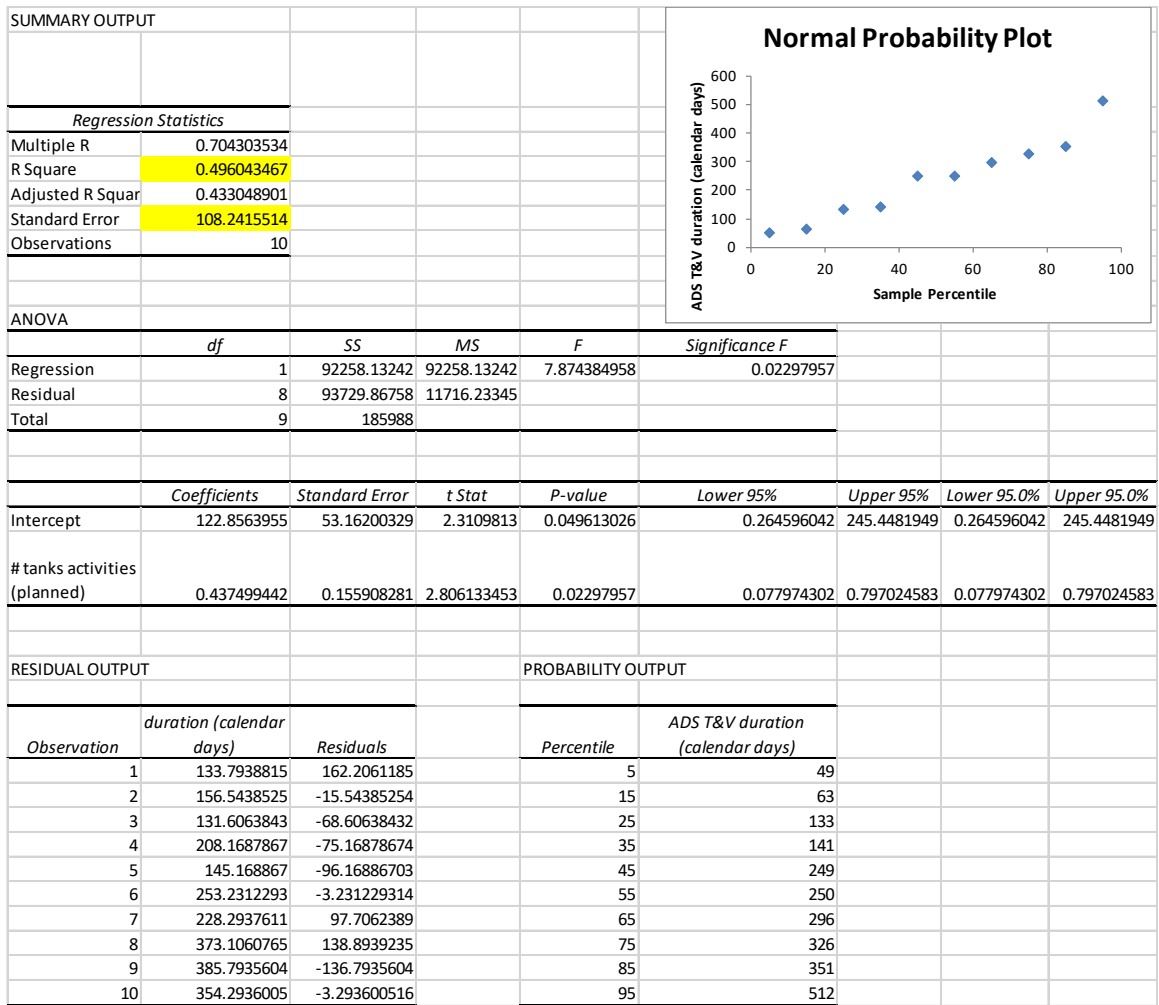 SUMMARY OUTPUT
Normal Probability Plot
ADS T&V duration (calendar days)
600
500
400
300
200
100
0
0 20 40 60 80 100
Sample Percentile
Regression Statistics
Multiple R 0.704303534
R Square 0.496043467
Adjusted R Squar 0.433048901
Standard Error 108.2415514
Observations 10
ANOVA
df SS MS F Significance F
Regression 1 92258.13242 92258.13242 7.874384958 0.02297957
Residual 8 93729.86758 11716.23345
Total 9 185988
Coefficients Standard Error t Stat P-value Lower 95% Upper 95% Lower 95.0% Upper 95.0%
Intercept 122.8563955 53.16200329 2.3109813 0.049613026 0.264596042 245.4481949 0.264596042 245.4481949
# tanks activities
(planned) 0.437499442 0.155908281 2.806133453 0.02297957 0.077974302 0.797024583 0.077974302 0.797024583
RESIDUAL OUTPUT PROBABILITY OUTPUT
duration (calendar ADS T&V duration
Observation days) Residuals Percentile (calendar days)
1 133.7938815 162.2061185 5 49
2 156.5438525 -15.54385254 15 63
3 131.6063843 -68.60638432 25 133
4 208.1687867 -75.16878674 35 141
5 145.168867 -96.16886703 45 249
6 253.2312293 -3.231229314 55 250
7 228.2937611 97.7062389 65 296
8 373.1060765 138.8939235 75 326
9 385.7935604 -136.7935604 85 351
10 354.2936005 -3.293600516 95 512